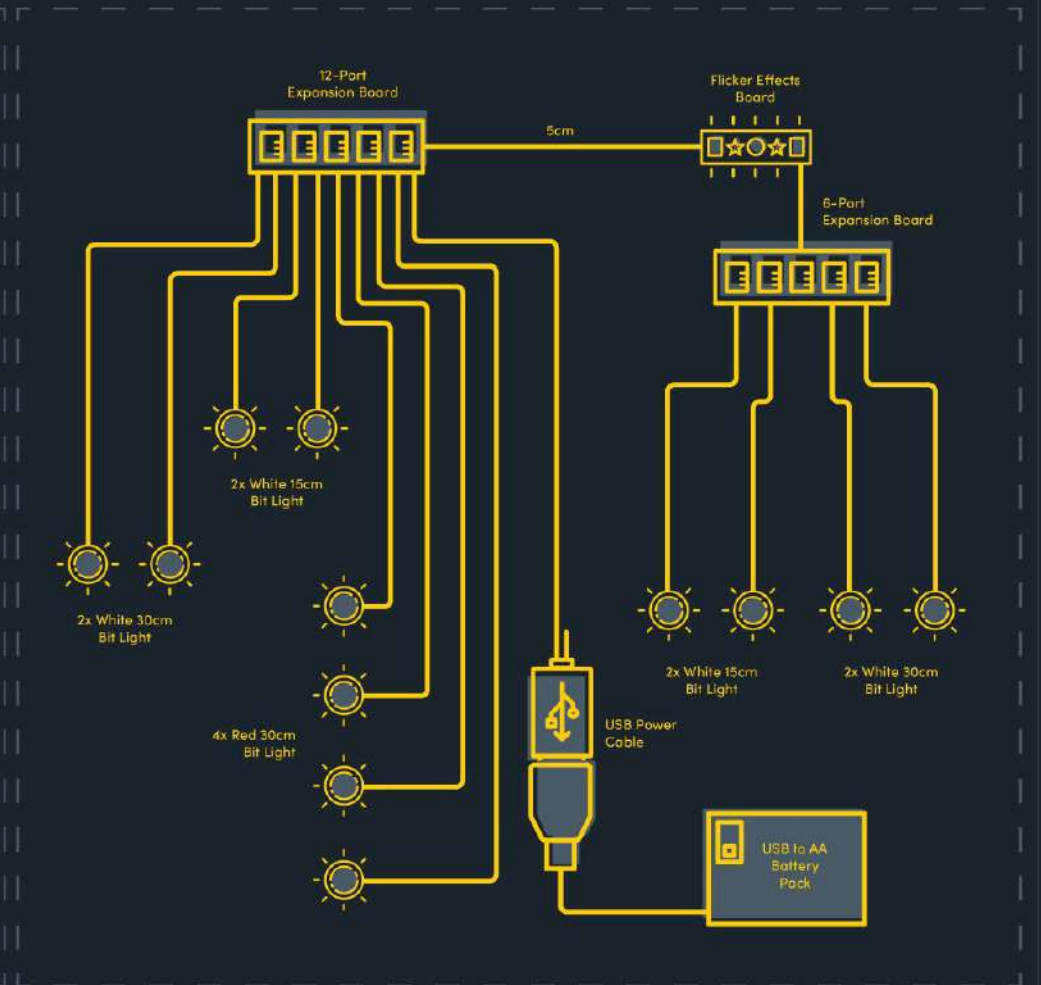 12-Port
Expansion Board
Flicker Effects
Board
5cm
6-Port
Expansion Board
2x White 15cm
Bit Light
2x White 30cm
Bit Light
2x White 15cm
Bit Light
2x White 30cm
Bit Light
4x Red 30cm
Bit Light
USB Power
Cable
USB to AA
Battery
Pack